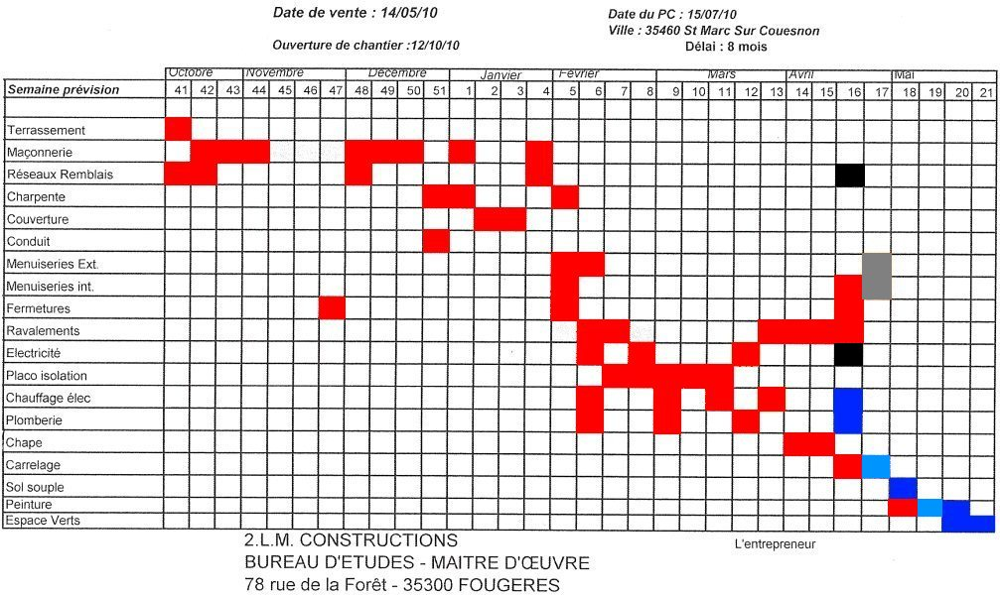 Date de vente : 14/05/10
Date du PC : 15/07/10
Ville : 35460 St Marc Sur Couesnon
Ouverture de chantier :12/10/10
Délai : 8 mois
Octobre Novembre Décembre Janvier Février Mars Avril Mai
Semaine prévision 41 42 43 44 45 46 47 48 49 50 51 1 2 3 4 5 6 7 8 9 10 11 12 13 14 15 16 17 18 19 20 21
Terrassement
Maçonnerie
Réseaux Remblais
Charpente
Couverture
Conduit
Menuiseries Ext.
Menuiseries int.
Fermetures
Ravalements
Electricité
Placo isolation
Chauffage élec
Plomberie
Chape
Carrelage
Sol souple
Peinture
Espace Verts
2.L.M. CONSTRUCTIONS
L'entrepreneur
BUREAU D'ETUDES - MAITRE D'ŒUVRE
78 rue de la Forêt - 35300 FOUGERES